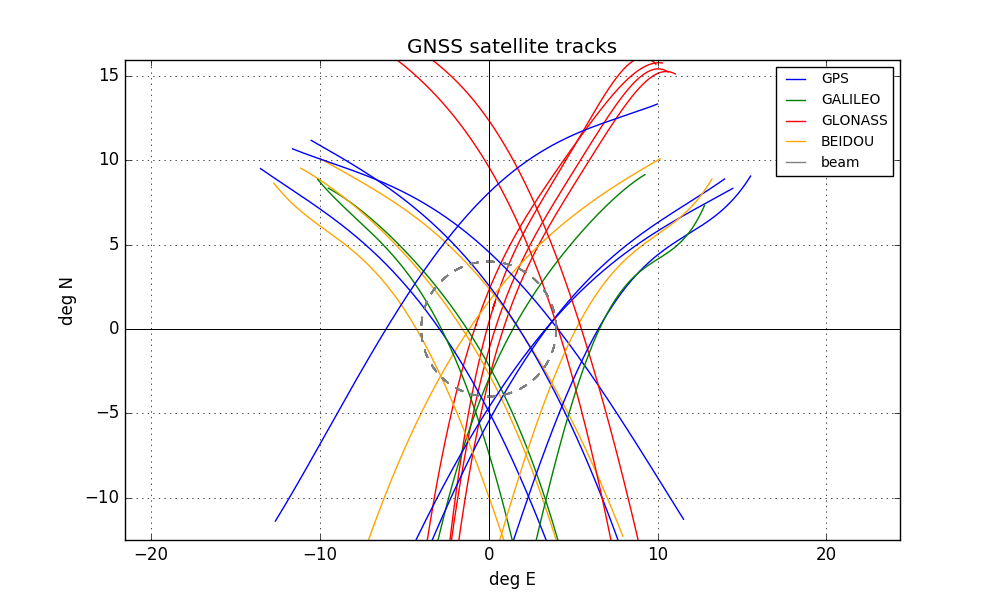 GNSS satellite tracks
GPS
GALILEO
GLONASS
BEIDOU
beam
15
10
5
0
−5
−10
deg N
−20
−10
0
10
20
deg E